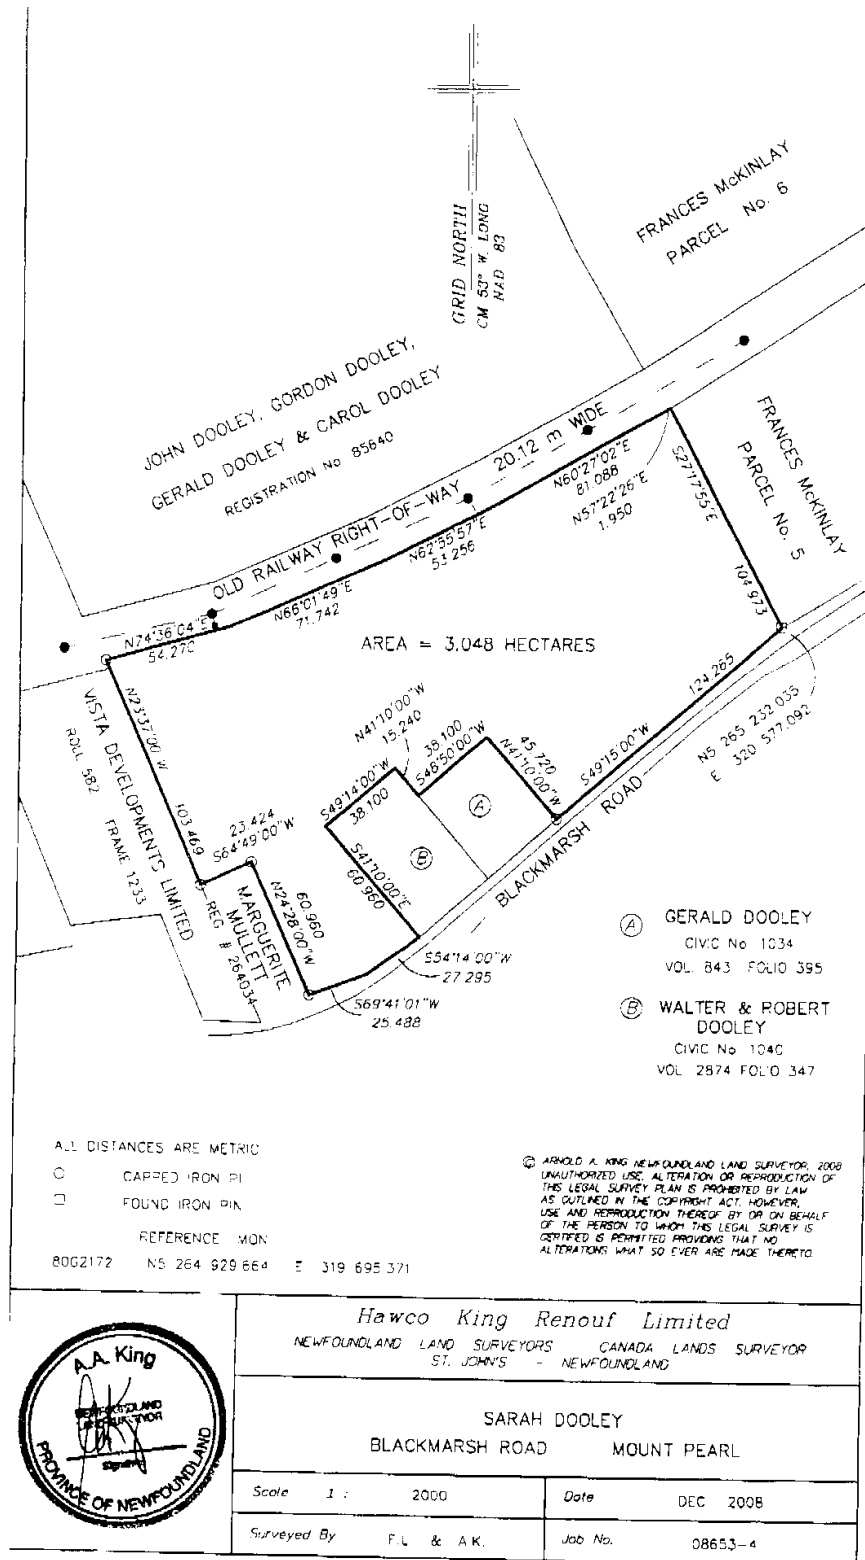 GRID NORTH
CM 53° W. LONG
NAD 83
FRANCES McKINLAY
PARCEL No. 6
JOHN DOOLEY, GORDON DOOLEY,
GERALD DOOLEY & CAROL DOOLEY
REGISTRATION No 85640
OLD RAILWAY RIGHT-OF-WAY 20.12 m WIDE
FRANCES McKINLAY
PARCEL No. 5
N74°36'04"E
54.270
N66°01'49"E
71.742
N62°55'57"E
53.256
N60°27'02"E
81.088
N57°22'26"E
1.950
S27°17'55"E
104.973
AREA = 3.048 HECTARES
124.265
S49°15'00"W
N5 265 232.035
E 320 577.092
N41°10'00"W
15.240
38.100
S48°50'00"W
45.720
N41°10'00"W
S49°14'00"W
38.100
S41°10'00"E
60.960
A
B
BLACKMARSH ROAD
N23°37'00"W
103.469
VISTA DEVELOPMENTS LIMITED
ROLL 582 FRAME 1233
23.424
S64°49'00"W
60.960
N24°28'00"W
MARGUERITE
MULLETT
REG # 264034
S54°14'00"W
27.295
S69°41'01"W
25.488
A GERALD DOOLEY
CIVIC No 1034
VOL. 843 FOLIO 395
B WALTER & ROBERT
DOOLEY
CIVIC No 1040
VOL 2874 FOLIO 347
ALL DISTANCES ARE METRIC
CAPPED IRON PI
FOUND IRON PIN
REFERENCE MON
80G2172 N5 264 929.664 E 319 695.371
© ARNOLD A. KING NEWFOUNDLAND LAND SURVEYOR, 2008
UNAUTHORIZED USE, ALTERATION OR REPRODUCTION OF
THIS LEGAL SURVEY PLAN IS PROHIBITED BY LAW
AS OUTLINED IN THE COPYRIGHT ACT. HOWEVER,
USE AND REPRODUCTION THEREOF BY OR ON BEHALF
OF THE PERSON TO WHOM THIS LEGAL SURVEY IS
CERTIFIED IS PERMITTED PROVIDING THAT NO
ALTERATIONS WHAT SO EVER ARE MADE THERETO.
Hawco King Renouf Limited
NEWFOUNDLAND LAND SURVEYORS CANADA LANDS SURVEYOR
ST. JOHN'S - NEWFOUNDLAND
A.A. King
NEWFOUNDLAND
LAND SURVEYOR
Signature
PROVINCE OF NEWFOUNDLAND
SARAH DOOLEY
BLACKMARSH ROAD MOUNT PEARL
Scale 1 : 2000
Date DEC 2008
Surveyed By F.L & A.K.
Job No. 08653-4